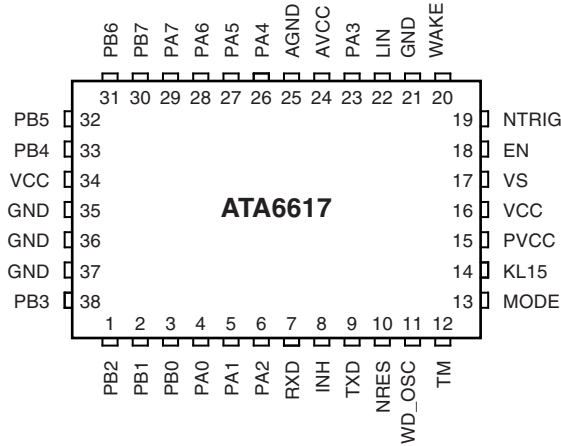 PB6 PB7 PA7 PA6 PA5 PA4 AGND AVCC PA3 LIN GND WAKE
31 30 29 28 27 26 25 24 23 22 21 20
PB5 32 19 NTRIG
PB4 33 18 EN
VCC 34 17 VS
GND 35 ATA6617 16 VCC
GND 36 15 PVCC
GND 37 14 KL15
PB3 38 13 MODE
1 2 3 4 5 6 7 8 9 10 11 12
PB2 PB1 PB0 PA0 PA1 PA2 RXD INH TXD NRES WD_OSC TM